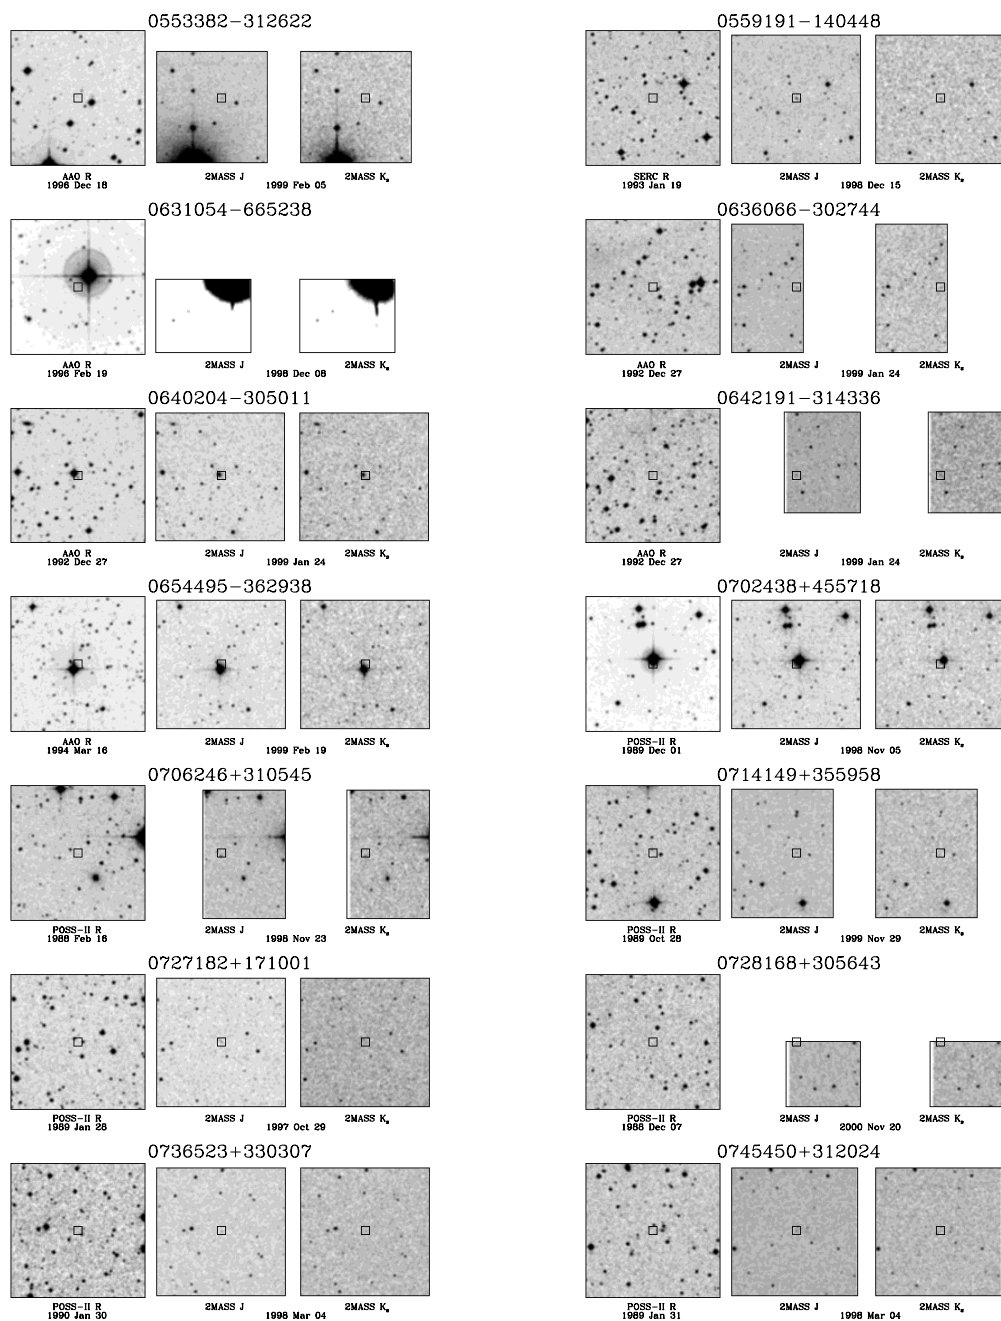 0553382−312622
AAO R
1996 Dec 18
2MASS J
1999 Feb 05
2MASS Ks
0559191−140448
SERC R
1993 Jan 19
2MASS J
1998 Dec 15
2MASS Ks
0631054−665238
AAO R
1996 Feb 19
2MASS J
1998 Dec 08
2MASS Ks
0636066−302744
AAO R
1992 Dec 27
2MASS J
1999 Jan 24
2MASS Ks
0640204−305011
AAO R
1992 Dec 27
2MASS J
1999 Jan 24
2MASS Ks
0642191−314336
AAO R
1992 Dec 27
2MASS J
1999 Jan 24
2MASS Ks
0654495−362938
AAO R
1994 Mar 16
2MASS J
1999 Feb 19
2MASS Ks
0702438+455718
POSS−II R
1989 Dec 01
2MASS J
1998 Nov 05
2MASS Ks
0706246+310545
POSS−II R
1988 Feb 16
2MASS J
1998 Nov 23
2MASS Ks
0714149+355958
POSS−II R
1989 Oct 28
2MASS J
1999 Nov 29
2MASS Ks
0727182+171001
POSS−II R
1989 Jan 28
2MASS J
1997 Oct 29
2MASS Ks
0728168+305643
POSS−II R
1988 Dec 07
2MASS J
2000 Nov 20
2MASS Ks
0736523+330307
POSS−II R
1990 Jan 30
2MASS J
1998 Mar 04
2MASS Ks
0745450+312024
POSS−II R
1989 Jan 31
2MASS J
1998 Mar 04
2MASS Ks